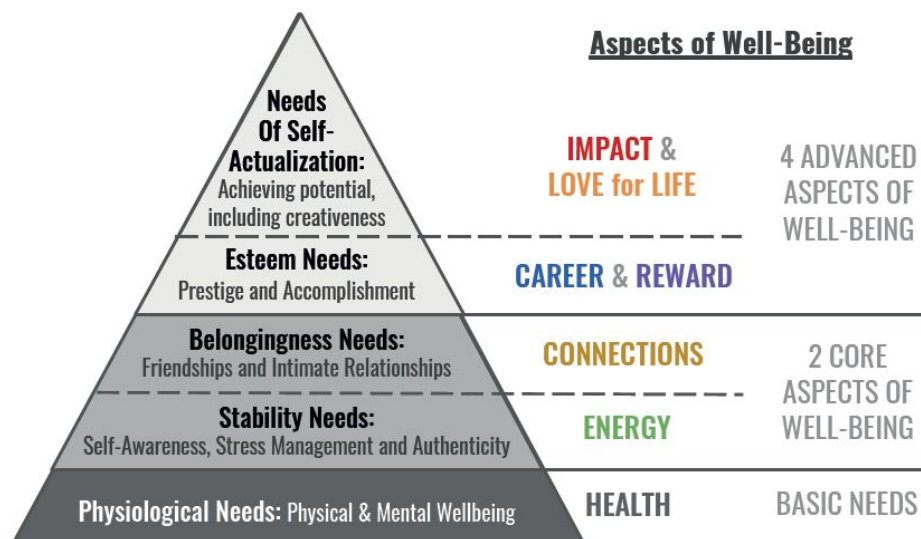 Aspects of Well-Being
Needs
Of Self-
Actualization:
Achieving potential,
including creativeness
IMPACT &
LOVE for LIFE
4 ADVANCED
ASPECTS OF
WELL-BEING
Esteem Needs:
Prestige and Accomplishment
CAREER & REWARD
Belongingness Needs:
Friendships and Intimate Relationships
CONNECTIONS
2 CORE
ASPECTS OF
WELL-BEING
Stability Needs:
Self-Awareness, Stress Management and Authenticity
ENERGY
Physiological Needs: Physical & Mental Wellbeing
HEALTH
BASIC NEEDS